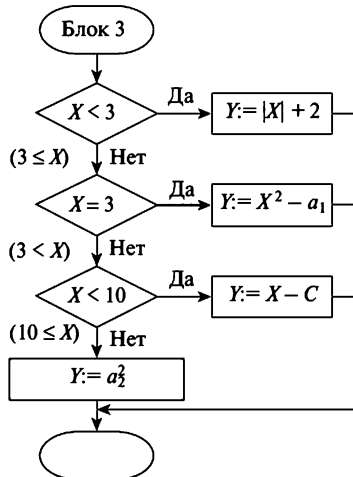 Блок 3
X < 3
Да
Y:= |X| + 2
(3 ≤ X)
Нет
X = 3
Да
Y:= X² − a₁
(3 < X)
Нет
X < 10
Да
Y:= X − C
(10 ≤ X)
Нет
Y:= a₂²